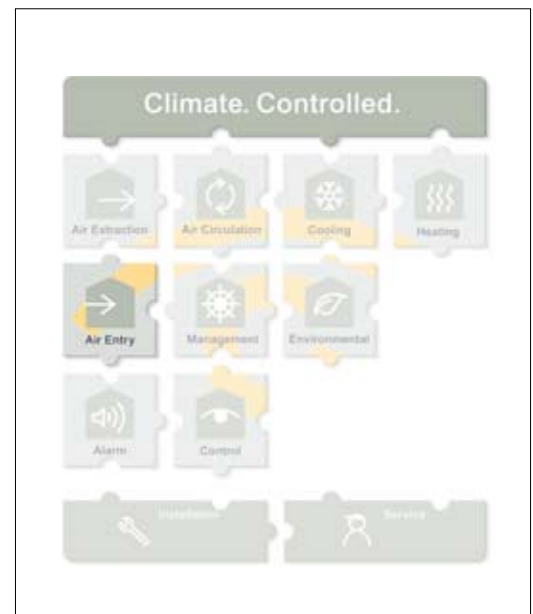 Climate. Controlled.
Air Extraction
Air Circulation
Cooling
Heating
Air Entry
Management
Environmental
Alarm
Control
Installation
Service